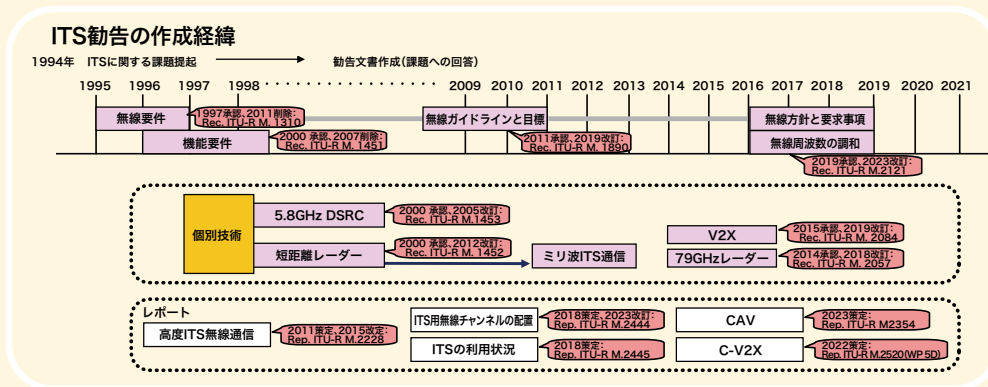 ITS勧告の作成経緯
1994年 ITSに関する課題提起
勧告文書作成(課題への回答)
1995 1996 1997 1998 2009 2010 2011 2012 2013 2014 2015 2016 2017 2018 2019 2020 2021
無線要件
1997承認、2011削除:
Rec. ITU-R M. 1310
無線ガイドラインと目標
無線方針と要求事項
機能要件
2000 承認、2007削除:
Rec. ITU-R M. 1451
2011承認、2019改訂:
Rec. ITU-R M. 1890
無線周波数の調和
2019承認、2023改訂:
Rec. ITU-R M.2121
個別技術
5.8GHz DSRC
2000 承認、2005改訂:
Rec. ITU-R M.1453
短距離レーダー
2000 承認、2012改訂:
Rec. ITU-R M. 1452
ミリ波ITS通信
V2X
2015承認、2019改訂:
Rec. ITU-R M. 2084
79GHzレーダー
2014承認、2018改訂:
Rec. ITU-R M. 2057
レポート
高度ITS無線通信
2011策定、2015改定:
Rep. ITU-R M.2228
ITS用無線チャンネルの配置
2018策定、2023改訂:
Rep. ITU-R M.2444
ITSの利用状況
2018策定:
Rep. ITU-R M.2445
CAV
2023策定:
Rep. ITU-R M2354
C-V2X
2022策定:
Rep. ITU-R M.2520(WP 5D)